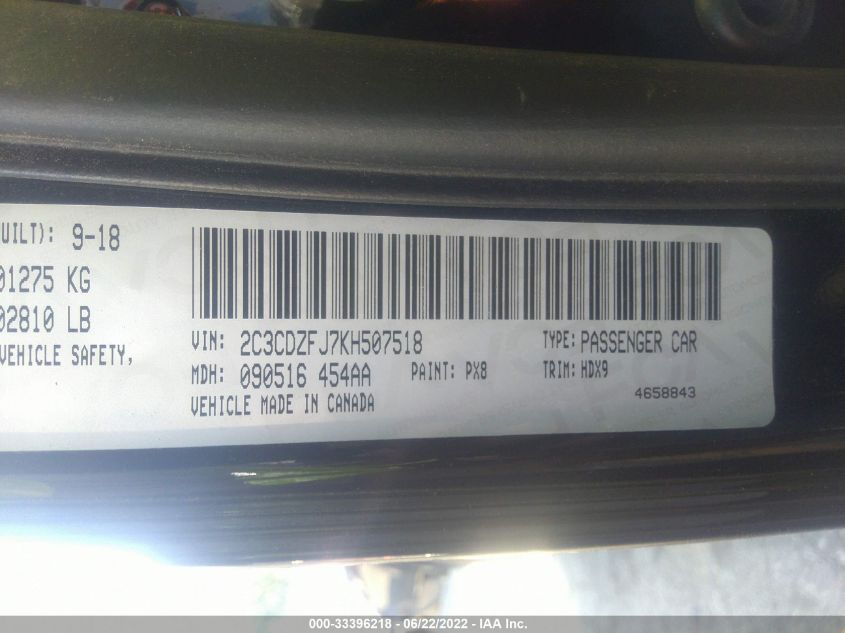 UILT): 9-18
01275 KG
02810 LB
VEHICLE SAFETY,
VIN: 2C3CDZFJ7KH507518 TYPE: PASSENGER CAR
MDH: 090516 454AA PAINT: PX8 TRIM: HDX9
VEHICLE MADE IN CANADA 4658843
000-33396218 - 06/22/2022 - IAA Inc.